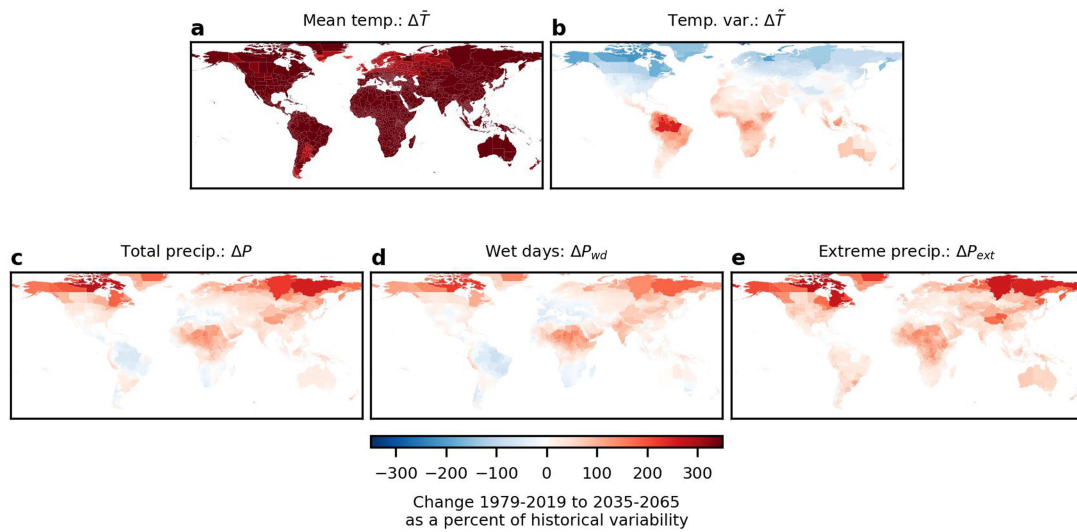 a Mean temp.: ΔT̄
b Temp. var.: ΔT̃
c Total precip.: ΔP
d Wet days: ΔP_wd
e Extreme precip.: ΔP_ext
−300 −200 −100 0 100 200 300
Change 1979-2019 to 2035-2065
as a percent of historical variability